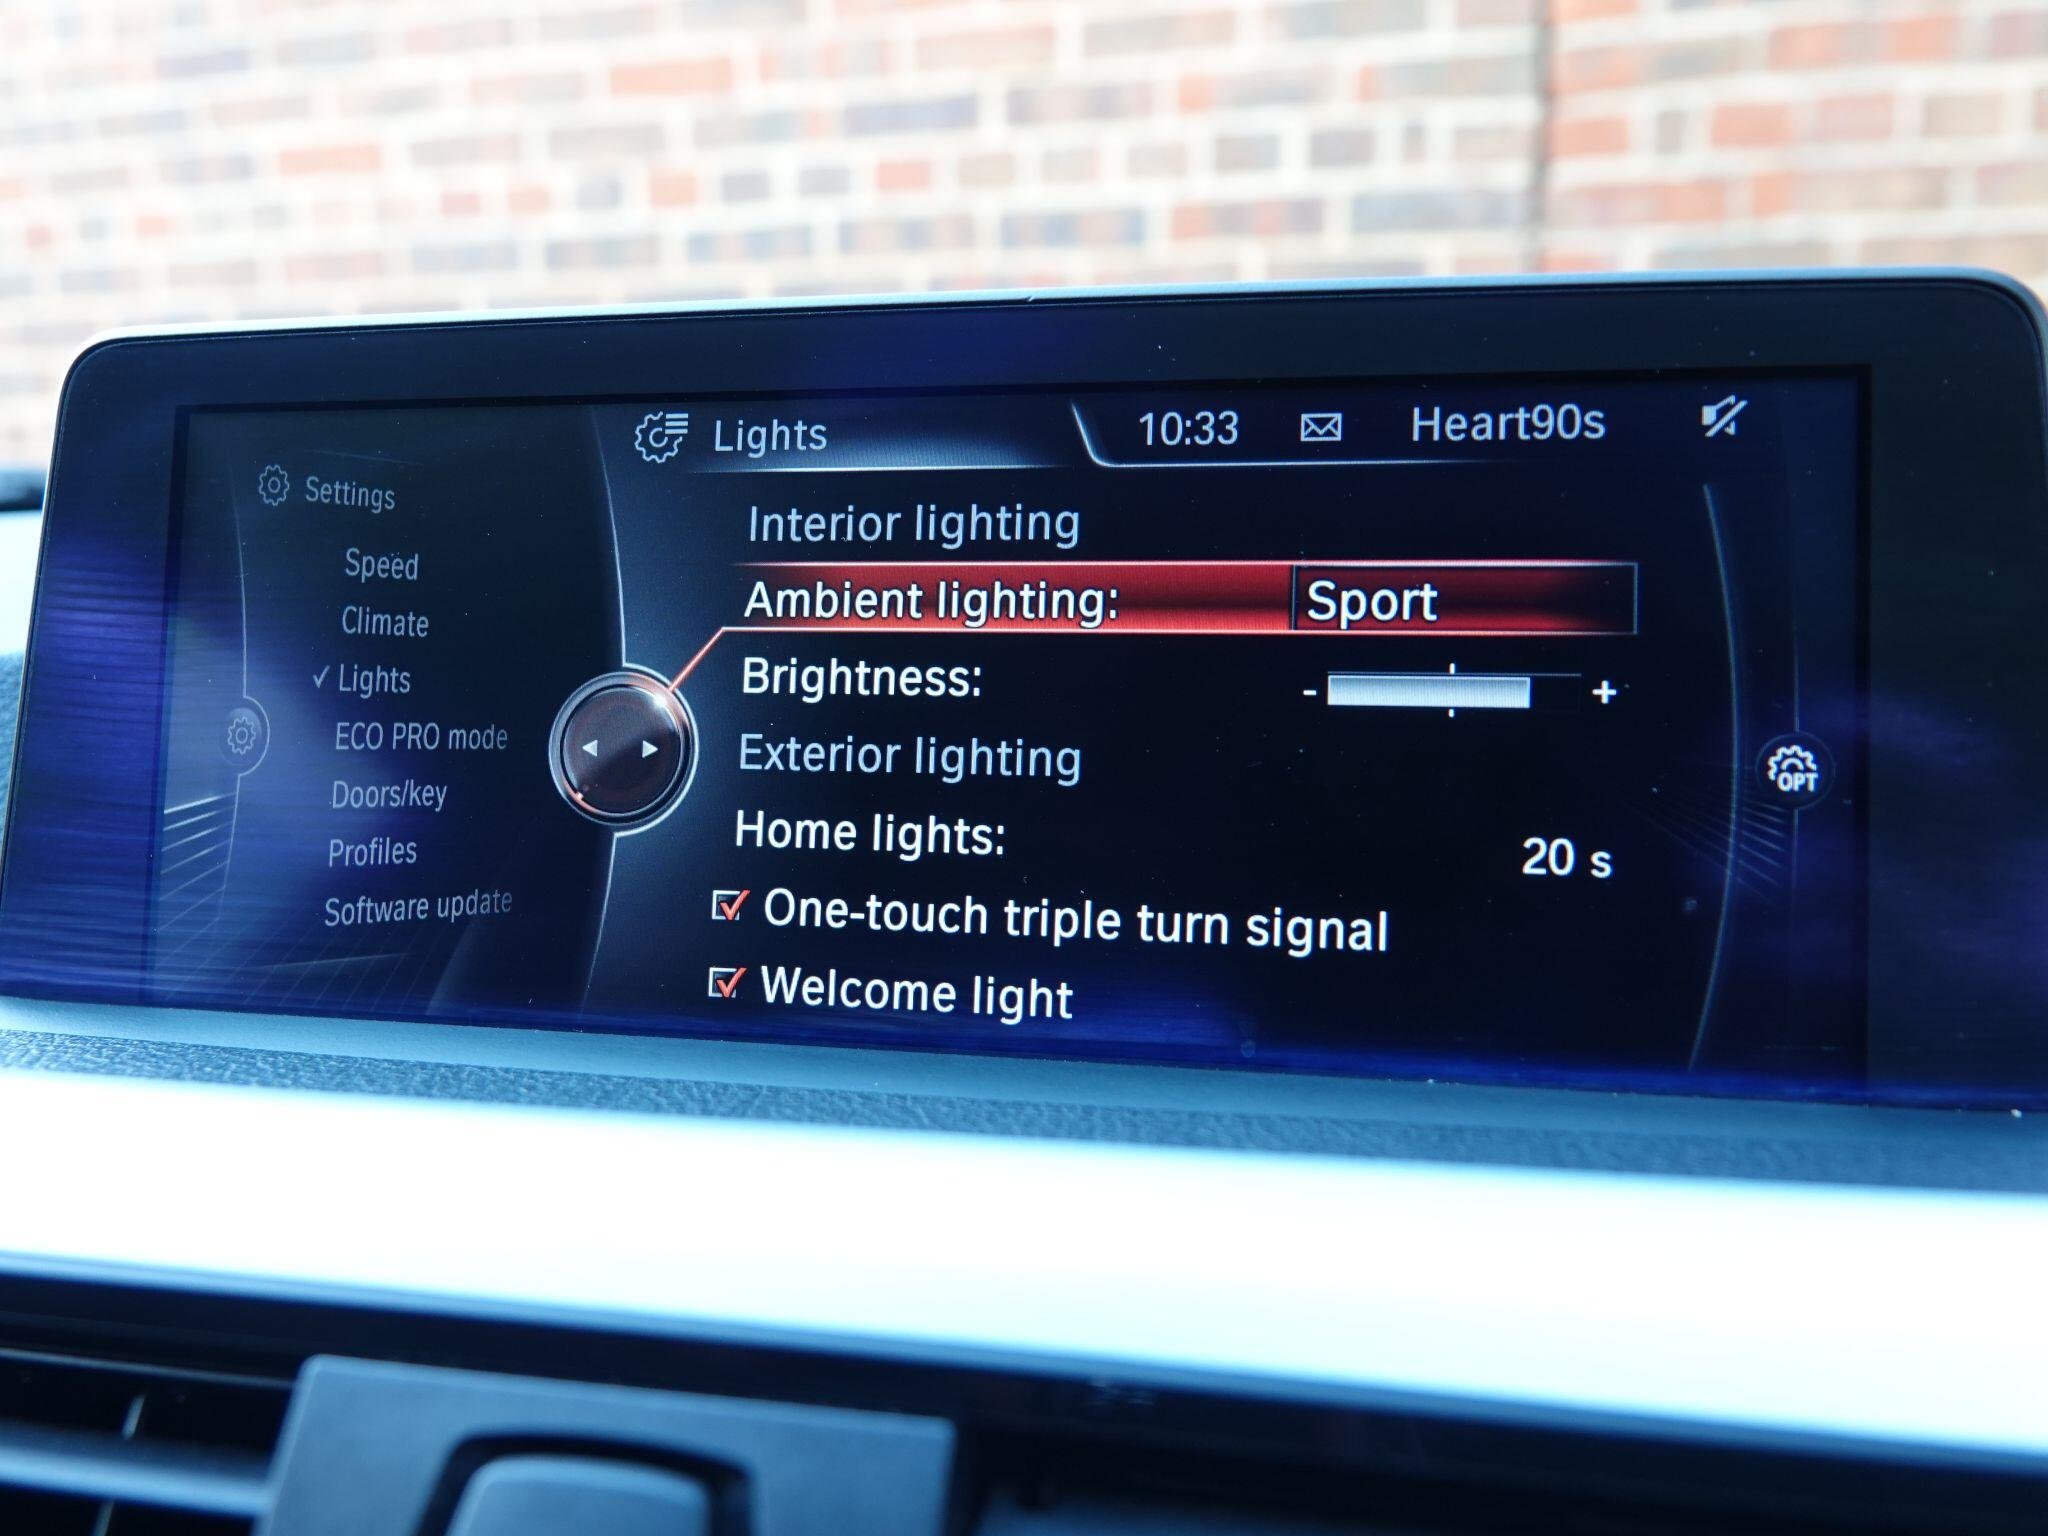 Lights
10:33
Heart90s
Settings
Speed
Climate
✓ Lights
ECO PRO mode
Doors/key
Profiles
Software update
Interior lighting
Ambient lighting: Sport
Brightness: - +
Exterior lighting
Home lights: 20 s
One-touch triple turn signal
Welcome light
OPT